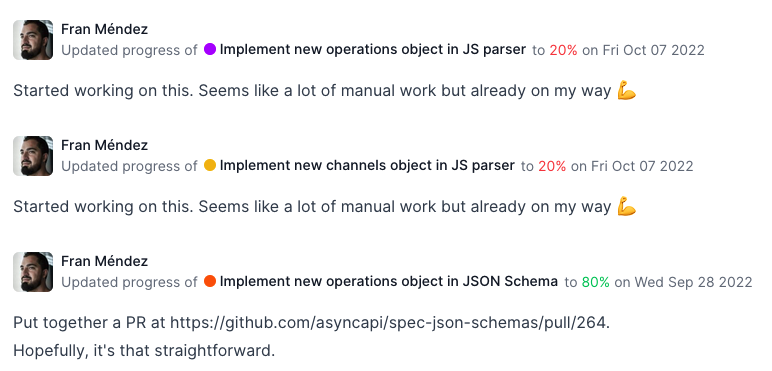 Fran Méndez
Updated progress of Implement new operations object in JS parser to 20% on Fri Oct 07 2022
Started working on this. Seems like a lot of manual work but already on my way 💪
Fran Méndez
Updated progress of Implement new channels object in JS parser to 20% on Fri Oct 07 2022
Started working on this. Seems like a lot of manual work but already on my way 💪
Fran Méndez
Updated progress of Implement new operations object in JSON Schema to 80% on Wed Sep 28 2022
Put together a PR at https://github.com/asyncapi/spec-json-schemas/pull/264.
Hopefully, it's that straightforward.